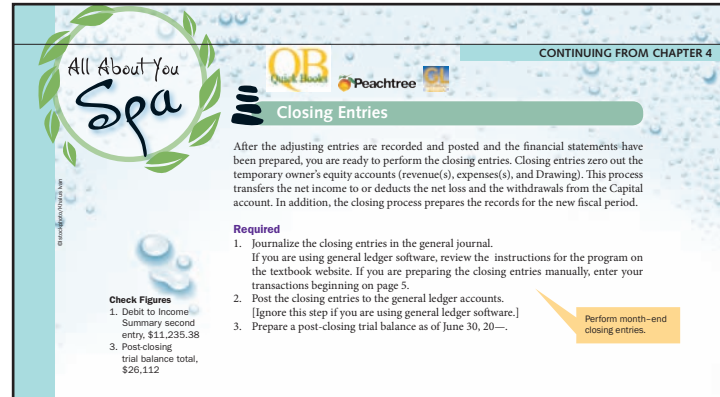 CONTINUING FROM CHAPTER 4
All About You
Spa
QB
Quick Books
Peachtree
CL
Closing Entries
After the adjusting entries are recorded and posted and the financial statements have
been prepared, you are ready to perform the closing entries. Closing entries zero out the
temporary owner's equity accounts (revenue(s), expenses(s), and Drawing). This process
transfers the net income to or deducts the net loss and the withdrawals from the Capital
account. In addition, the closing process prepares the records for the new fiscal period.
Required
1. Journalize the closing entries in the general journal.
If you are using general ledger software, review the instructions for the program on
the textbook website. If you are preparing the closing entries manually, enter your
transactions beginning on page 5.
2. Post the closing entries to the general ledger accounts.
[Ignore this step if you are using general ledger software.]
3. Prepare a post-closing trial balance as of June 30, 20—.
Check Figures
1. Debit to Income
Summary second
entry, $11,235.38
3. Post-closing
trial balance total,
$26,112
Perform month–end
closing entries.